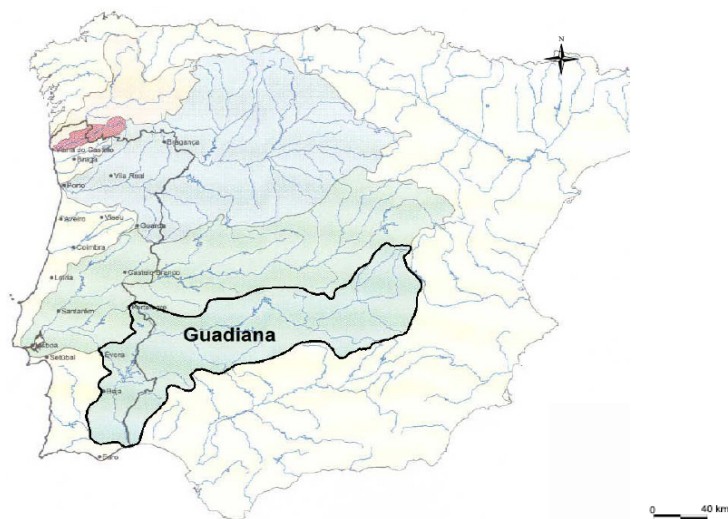 N
Viana do Castelo
Braga
Bragança
Vila Real
Porto
Aveiro
Viseu
Guarda
Coimbra
Castelo Branco
Leiria
Santarém
Portalegre
Guadiana
Lisboa
Évora
Setúbal
Beja
Faro
0 40 km